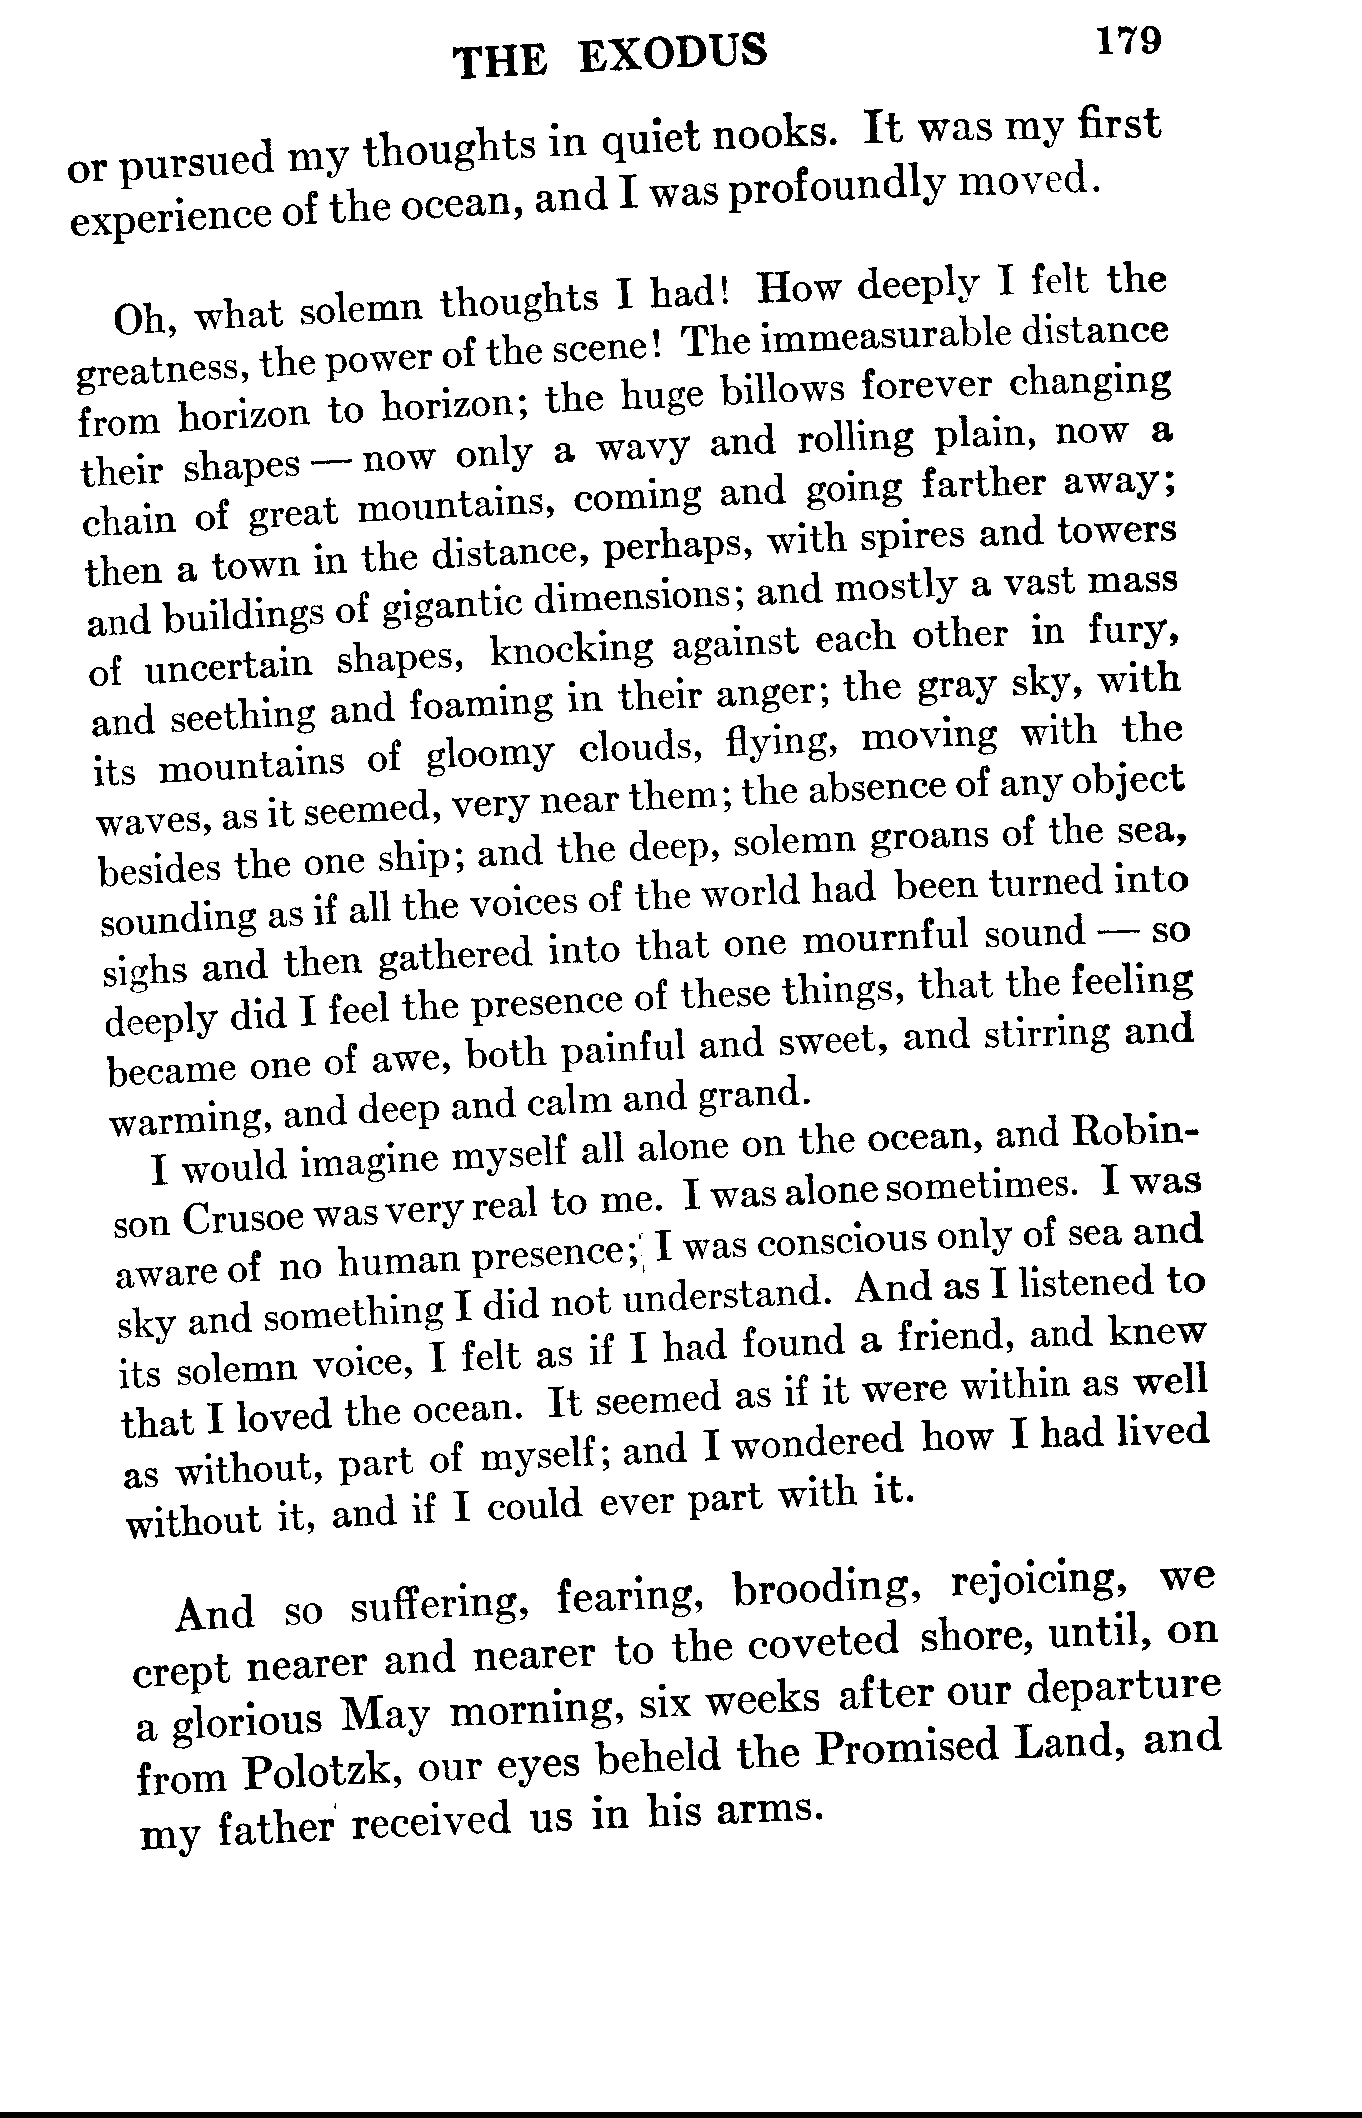 THE EXODUS 179
or pursued my thoughts in quiet nooks. It was my first
experience of the ocean, and I was profoundly moved.
Oh, what solemn thoughts I had! How deeply I felt the
greatness, the power of the scene! The immeasurable distance
from horizon to horizon; the huge billows forever changing
their shapes — now only a wavy and rolling plain, now a
chain of great mountains, coming and going farther away;
then a town in the distance, perhaps, with spires and towers
and buildings of gigantic dimensions; and mostly a vast mass
of uncertain shapes, knocking against each other in fury,
and seething and foaming in their anger; the gray sky, with
its mountains of gloomy clouds, flying, moving with the
waves, as it seemed, very near them; the absence of any object
besides the one ship; and the deep, solemn groans of the sea,
sounding as if all the voices of the world had been turned into
sighs and then gathered into that one mournful sound — so
deeply did I feel the presence of these things, that the feeling
became one of awe, both painful and sweet, and stirring and
warming, and deep and calm and grand.
I would imagine myself all alone on the ocean, and Robin-
son Crusoe was very real to me. I was alone sometimes. I was
aware of no human presence; I was conscious only of sea and
sky and something I did not understand. And as I listened to
its solemn voice, I felt as if I had found a friend, and knew
that I loved the ocean. It seemed as if it were within as well
as without, part of myself; and I wondered how I had lived
without it, and if I could ever part with it.
And so suffering, fearing, brooding, rejoicing, we
crept nearer and nearer to the coveted shore, until, on
a glorious May morning, six weeks after our departure
from Polotzk, our eyes beheld the Promised Land, and
my father received us in his arms.